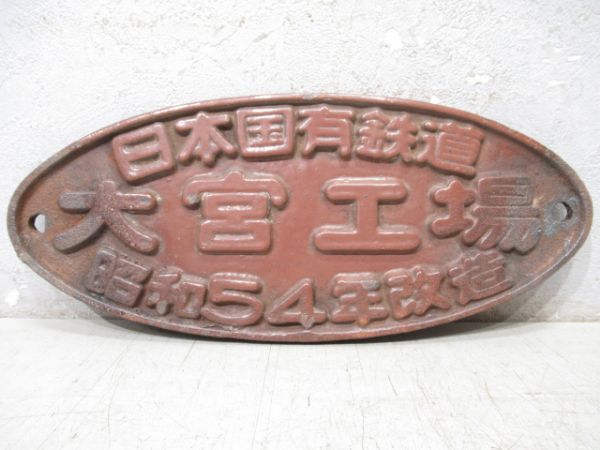 日本国有鉄道
大宮工場
昭和54年改造